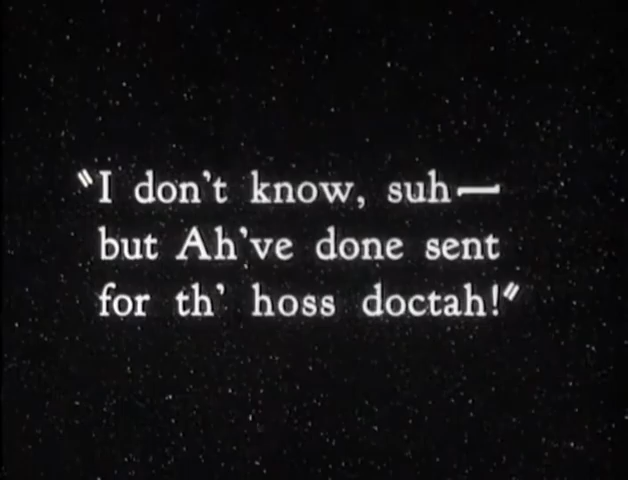 "I don't know, suh—
but Ah've done sent
for th' hoss doctah!"